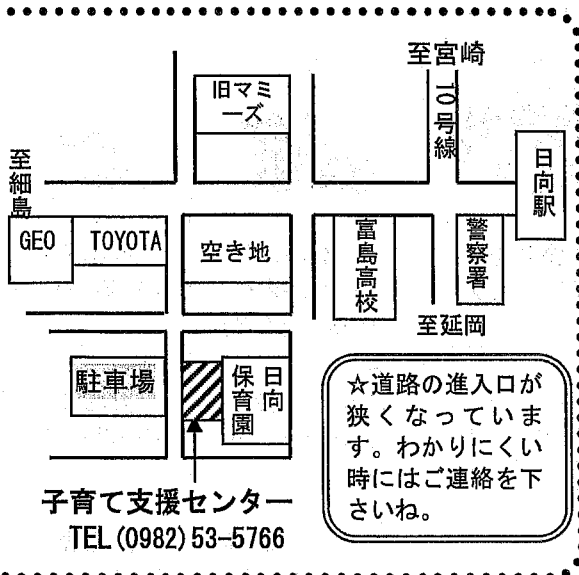 至宮崎
10号線
旧マミ
ーズ
至細島
日向駅
GEO
TOYOTA
空き地
富島高校
警察署
至延岡
駐車場
保育園
日向
☆道路の進入口が
狭くなっていま
す。わかりにくい
時にはご連絡を下
さいね。
子育て支援センター
TEL(0982)53-5766